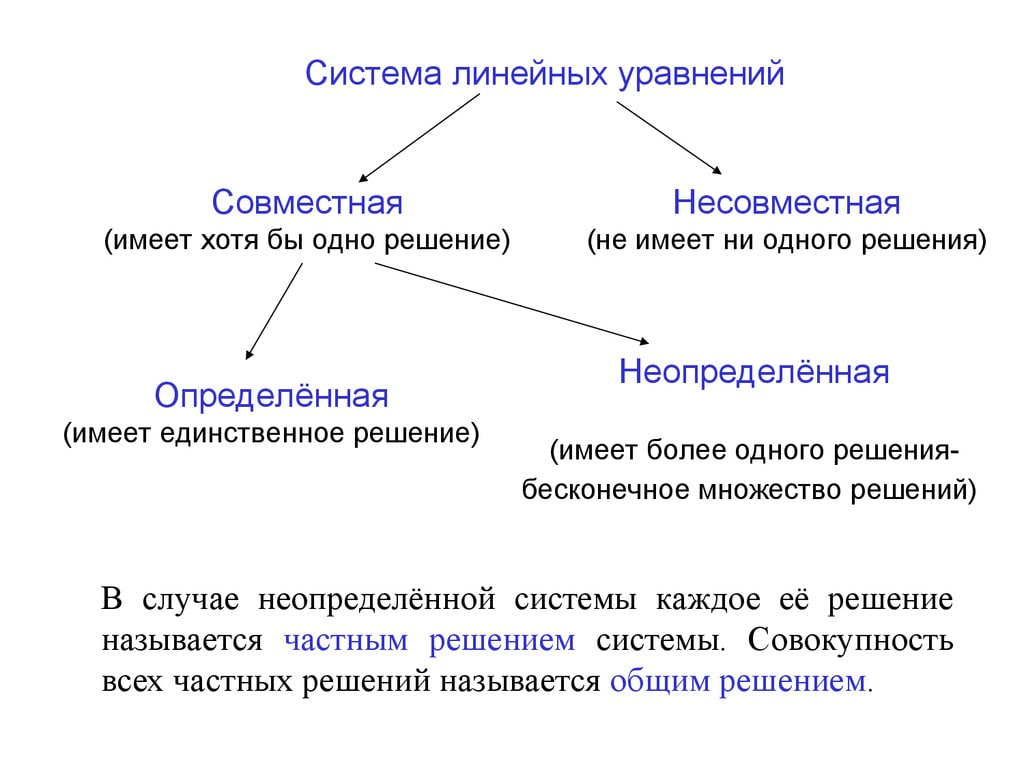 Система линейных уравнений
Совместная
(имеет хотя бы одно решение)
Несовместная
(не имеет ни одного решения)
Определённая
(имеет единственное решение)
Неопределённая
(имеет более одного решения-
бесконечное множество решений)
В случае неопределённой системы каждое её решение
называется частным решением системы. Совокупность
всех частных решений называется общим решением.